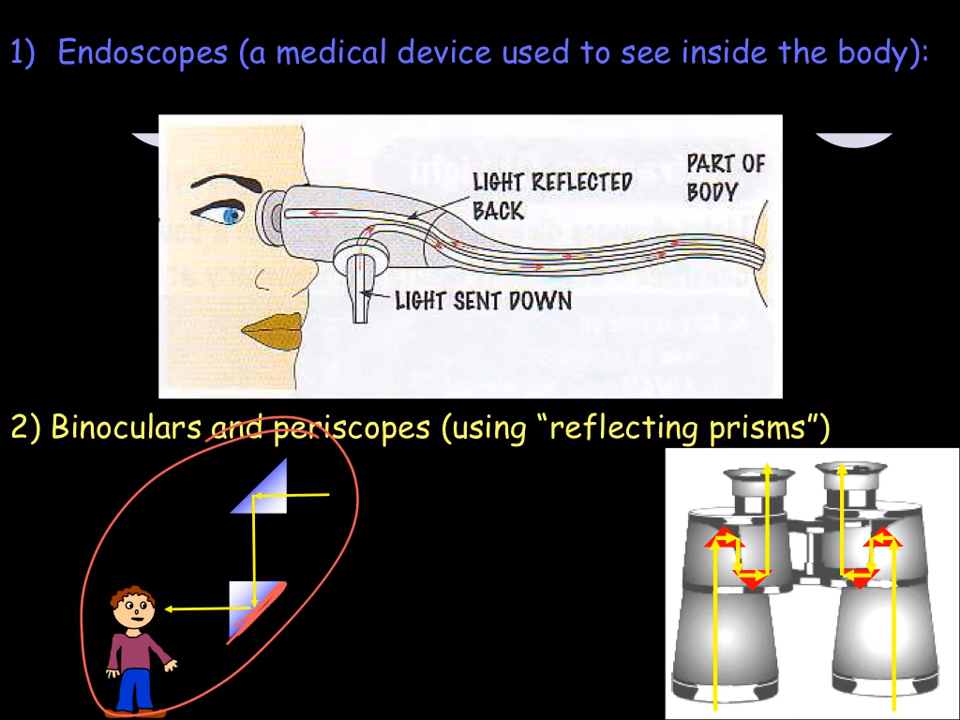 1) Endoscopes (a medical device used to see inside the body):
LIGHT REFLECTED
BACK
PART OF
BODY
LIGHT SENT DOWN
2) Binoculars and periscopes (using “reflecting prisms”)